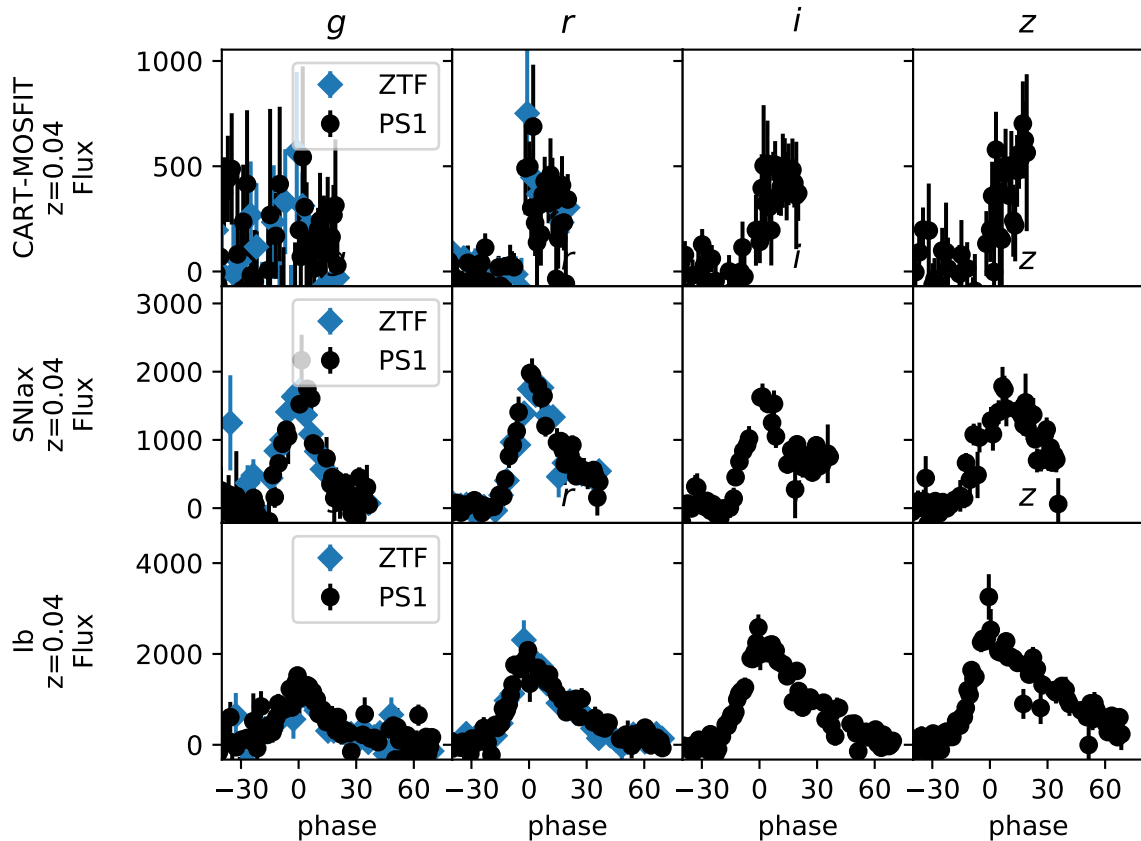 g r i z
CART-MOSFIT
z=0.04
Flux
1000
500
0
ZTF
PS1
r
i
z
SNIax
z=0.04
Flux
3000
2000
1000
0
ZTF
PS1
r
z
Ib
z=0.04
Flux
4000
2000
0
ZTF
PS1
−30 0 30 60
−30 0 30 60
−30 0 30 60
−30 0 30 60
phase phase phase phase